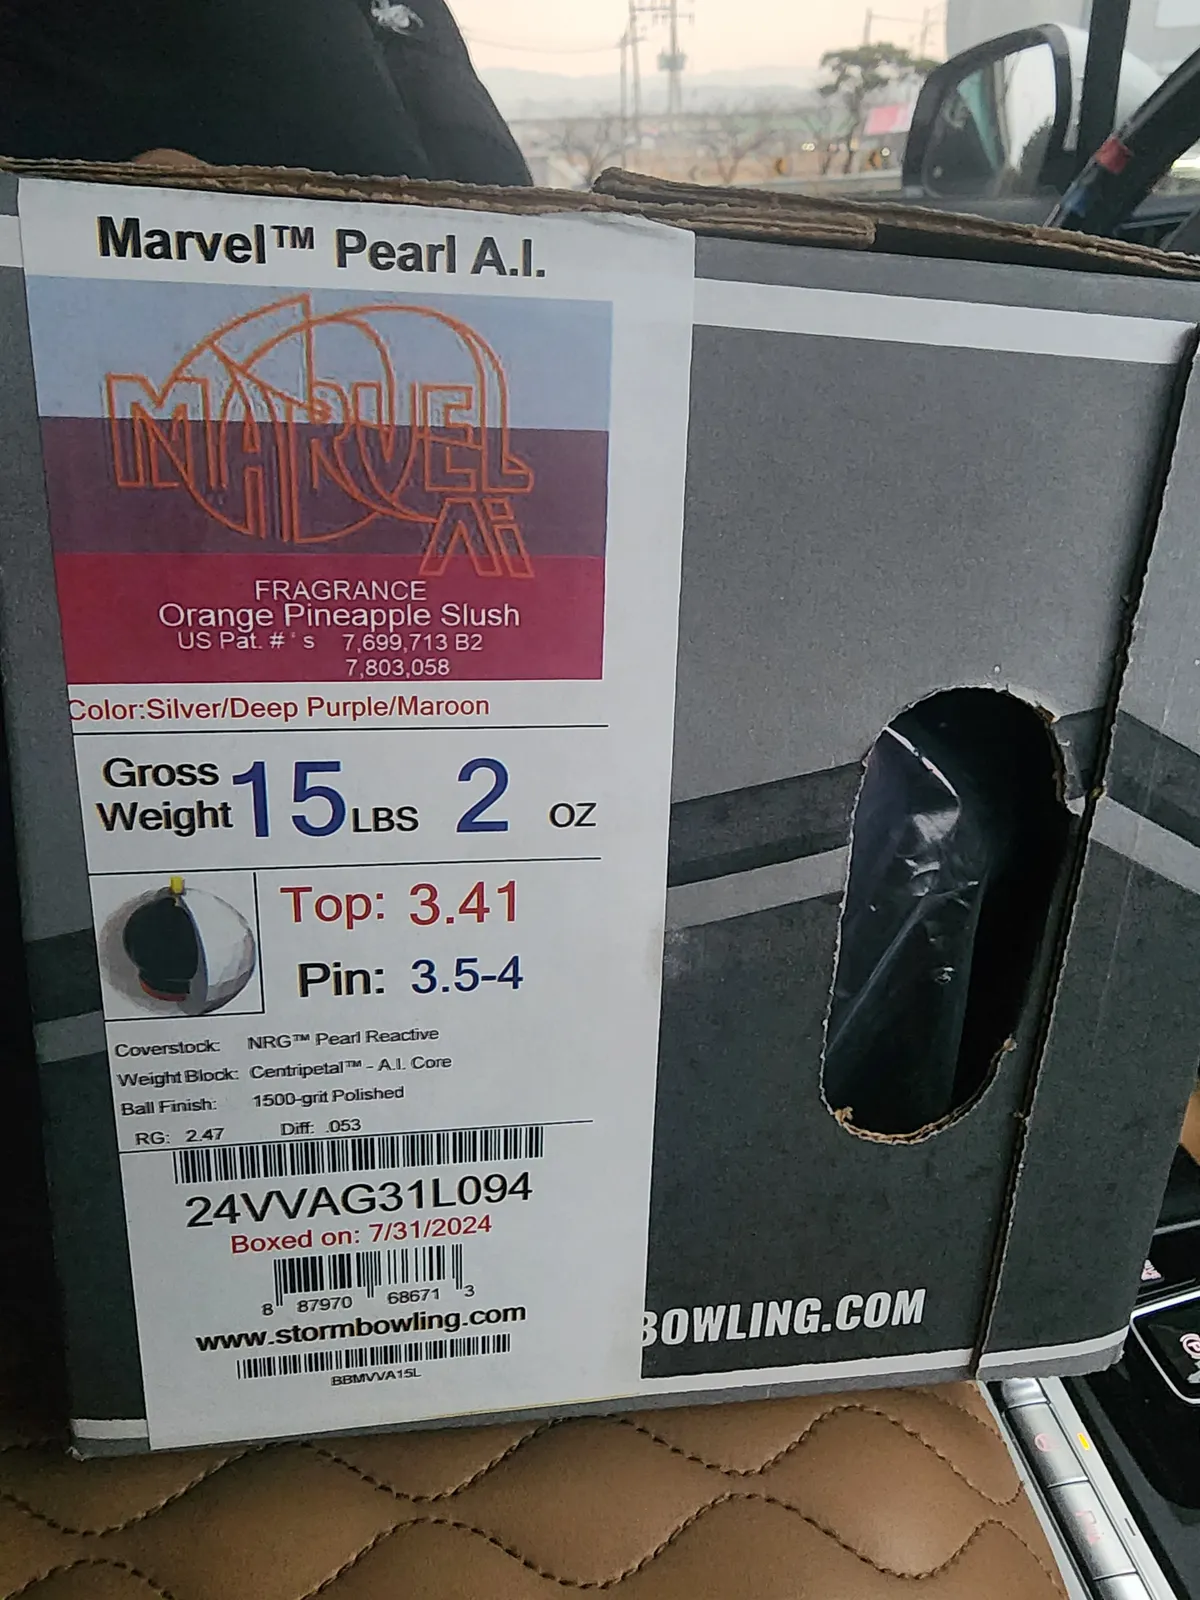 Marvel™ Pearl A.I.
MARVEL
AI
FRAGRANCE
Orange Pineapple Slush
US Pat. #'s 7,699,713 B2
7,803,058
Color:Silver/Deep Purple/Maroon
Gross Weight 15 LBS 2 OZ
Top: 3.41
Pin: 3.5-4
Coverstock: NRG™ Pearl Reactive
Weight Block: Centripetal™ - A.I. Core
Ball Finish: 1500-grit Polished
RG: 2.47 Diff: .053
24VVAG31L094
Boxed on: 7/31/2024
8 87970 68671 3
www.stormbowling.com
BBMVVA15L
BOWLING.COM